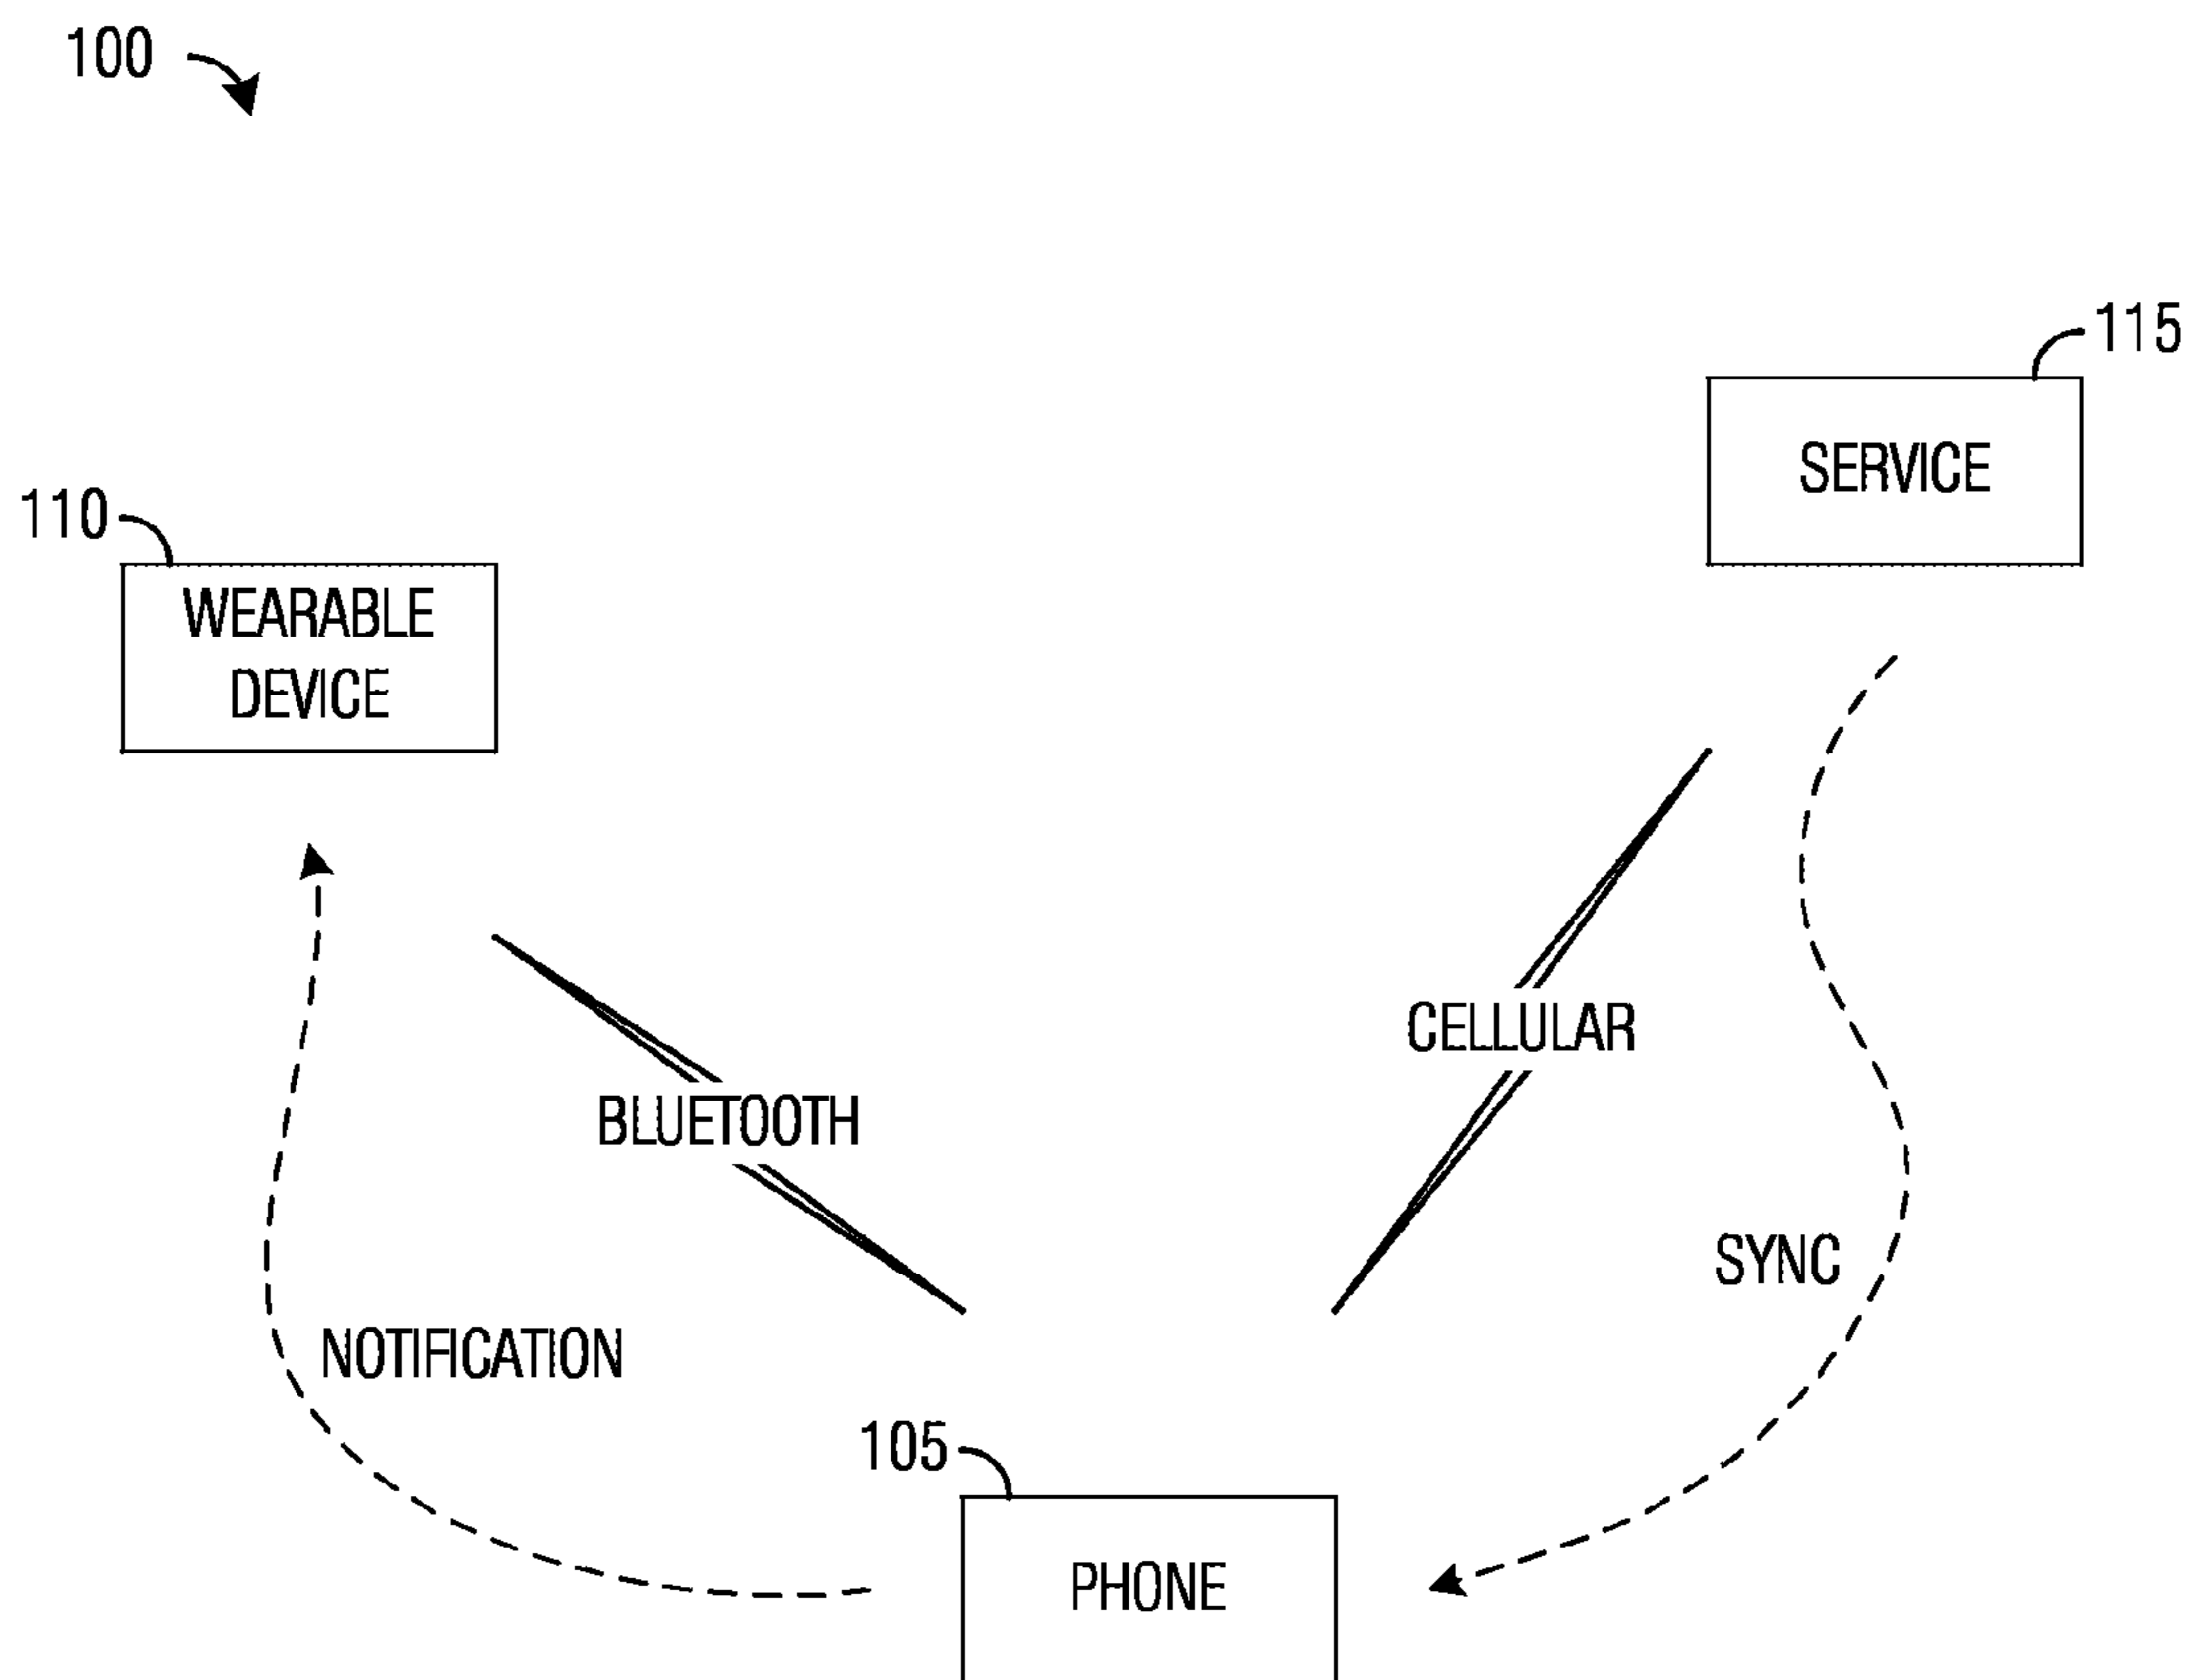 100
115
SERVICE
110
WEARABLE
DEVICE
CELLULAR
BLUETOOTH
SYNC
NOTIFICATION
105
PHONE